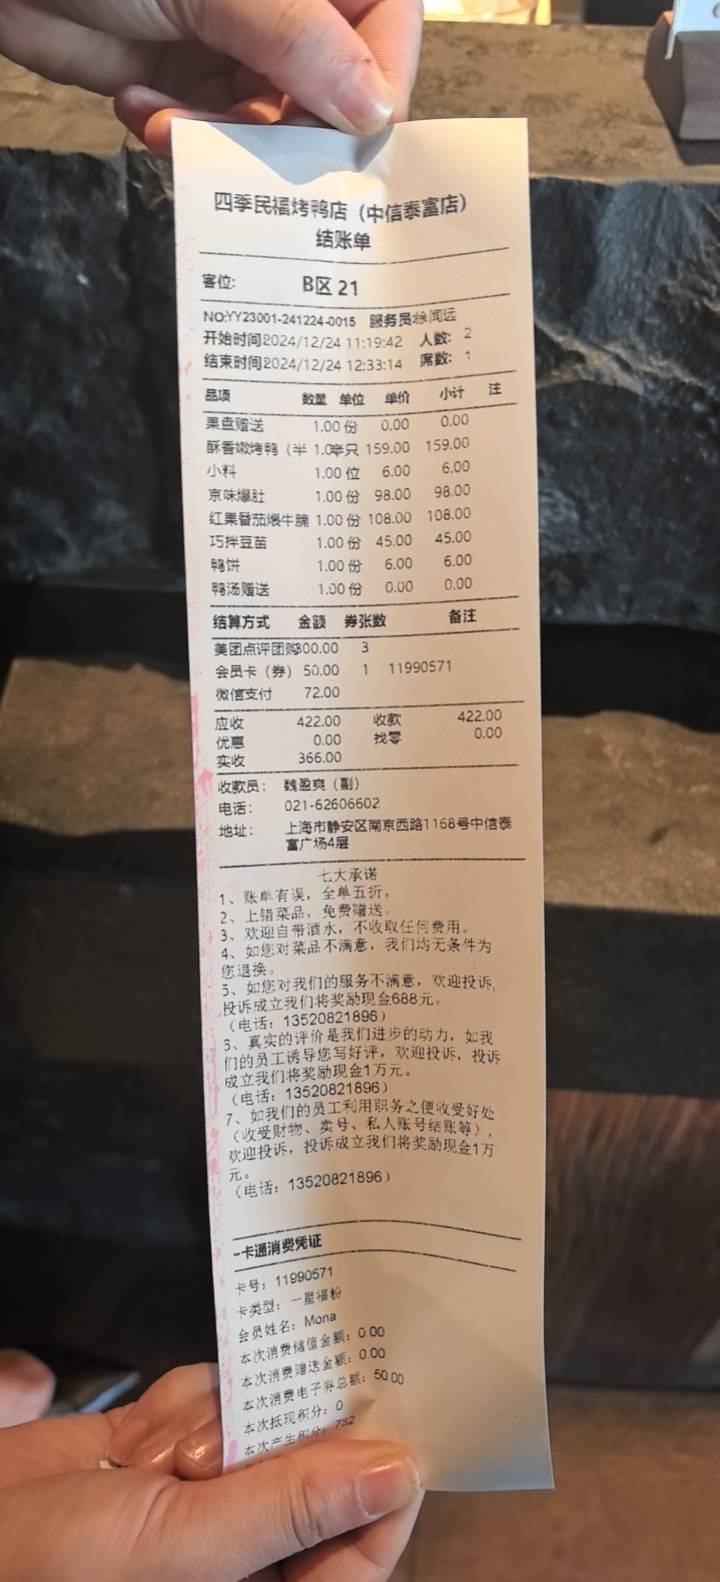 四季民福烤鸭店（中信泰富店）
结账单
客位： B区 21
NO:YY23001-241224-0015 服务员:徐闻远
开始时间2024/12/24 11:19:42 人数: 2
结束时间2024/12/24 12:33:14 席数: 1
品项 数量 单位 单价 小计 注
果盘赠送 1.00 份 0.00 0.00
酥香嫩烤鸭（半 1.0半只 159.00 159.00
小料 1.00 位 6.00 6.00
京味爆肚 1.00 份 98.00 98.00
红果番茄煨牛腩 1.00 份 108.00 108.00
巧拌豆苗 1.00 份 45.00 45.00
鸭饼 1.00 份 6.00 6.00
鸭汤赠送 1.00 份 0.00 0.00
结算方式 金额 券张数 备注
美团点评团购300.00 3
会员卡（券） 50.00 1 11990571
微信支付 72.00
应收 422.00 收款 422.00
优惠 0.00 找零 0.00
实收 366.00
收款员： 魏盈爽（副）
电话： 021-62606602
地址： 上海市静安区南京西路1168号中信泰
富广场4层
七大承诺
1、账单有误，全单五折。
2、上错菜品，免费赠送。
3、欢迎自带酒水，不收取任何费用。
4、如您对菜品不满意，我们均无条件为
您退换。
5、如您对我们的服务不满意，欢迎投诉，
投诉成立我们将奖励现金688元。
（电话：13520821896）
3、真实的评价是我们进步的动力，如我
们的员工诱导您写好评，欢迎投诉，投诉
成立我们将奖励现金1万元。
（电话：13520821896）
7、如我们的员工利用职务之便收受好处
（收受财物、卖号、私人账号结账等），
欢迎投诉，投诉成立我们将奖励现金1万
元。
（电话：13520821896）
一卡通消费凭证
卡号：11990571
卡类型：一星福粉
会员姓名：Mona
本次消费储值金额：0.00
本次消费赠送金额：0.00
本次消费电子券总额：50.00
本次抵现积分：0
本次产生积分：732